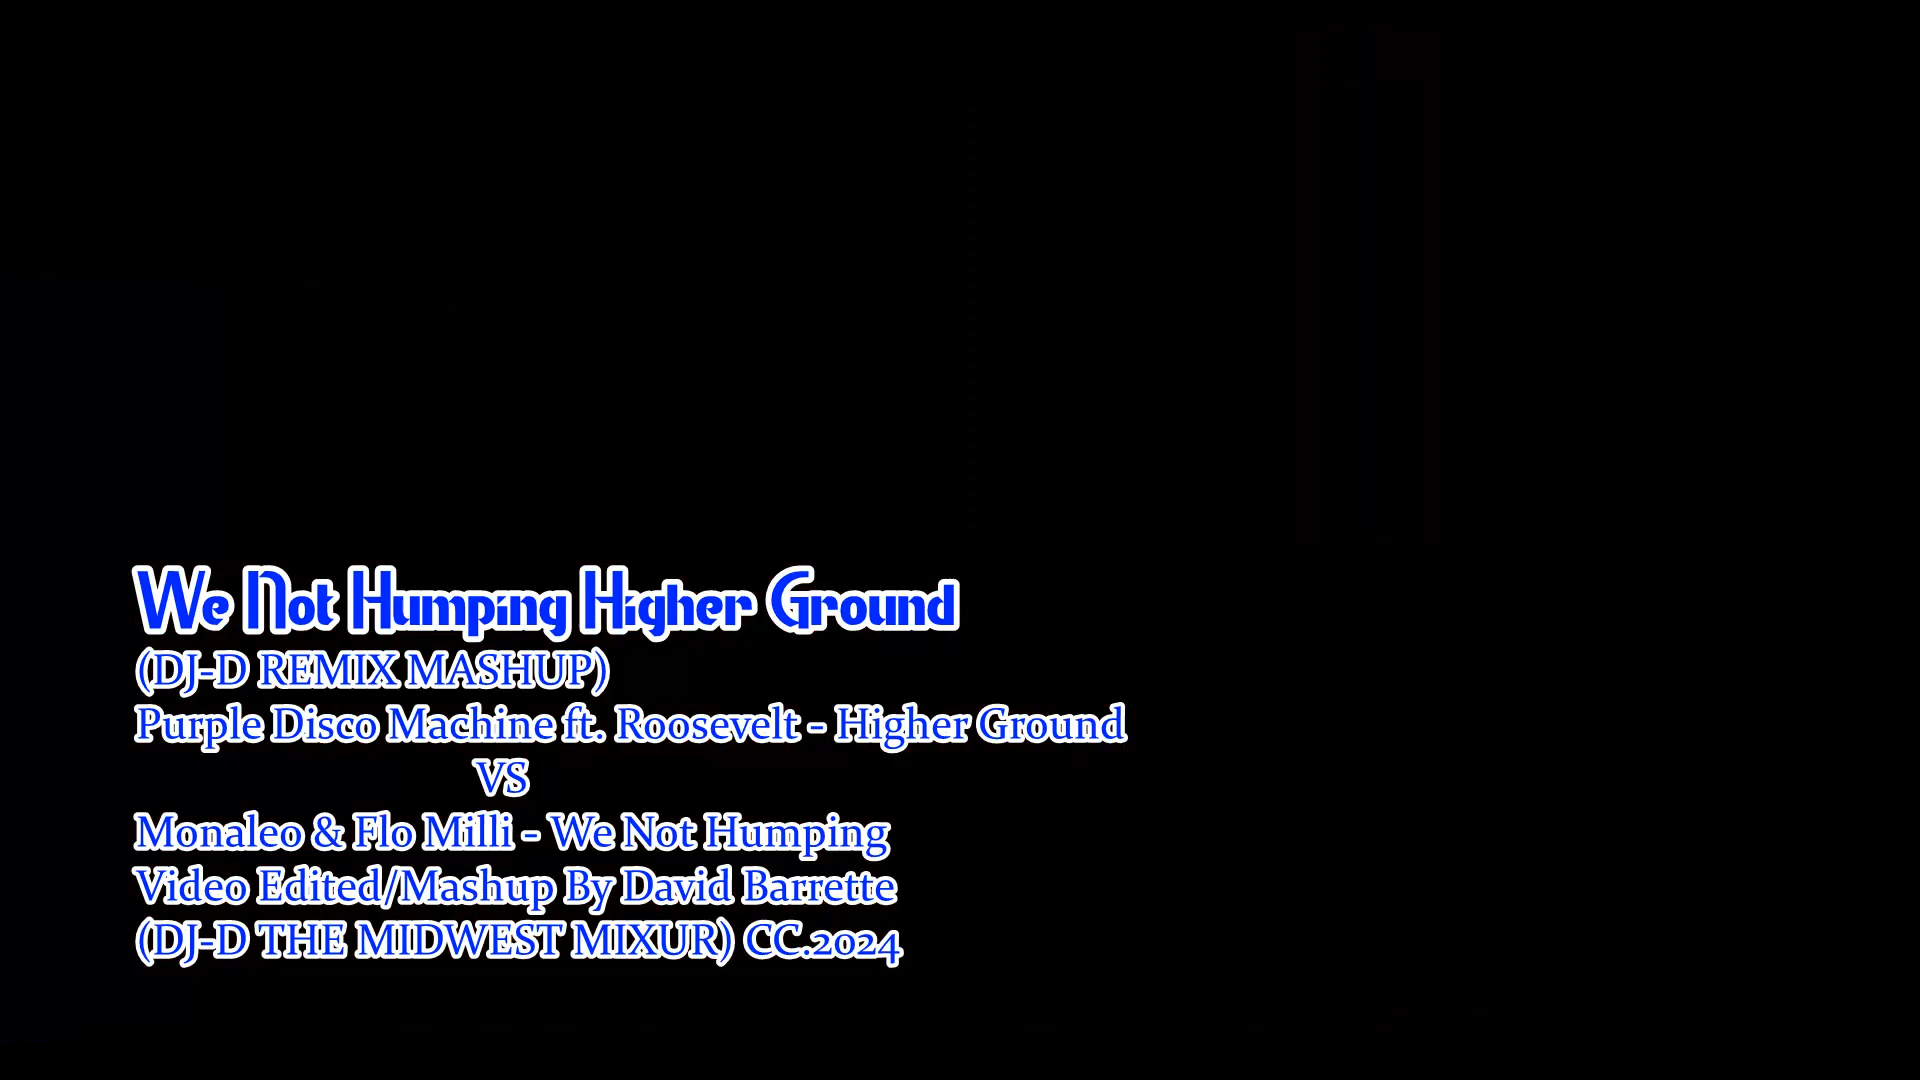 We Not Humping Higher Ground
(DJ-D REMIX MASHUP)
Purple Disco Machine ft. Roosevelt - Higher Ground
VS
Monaleo & Flo Milli - We Not Humping
Video Edited/Mashup By David Barrette
(DJ-D THE MIDWEST MIXUR) CC.2024